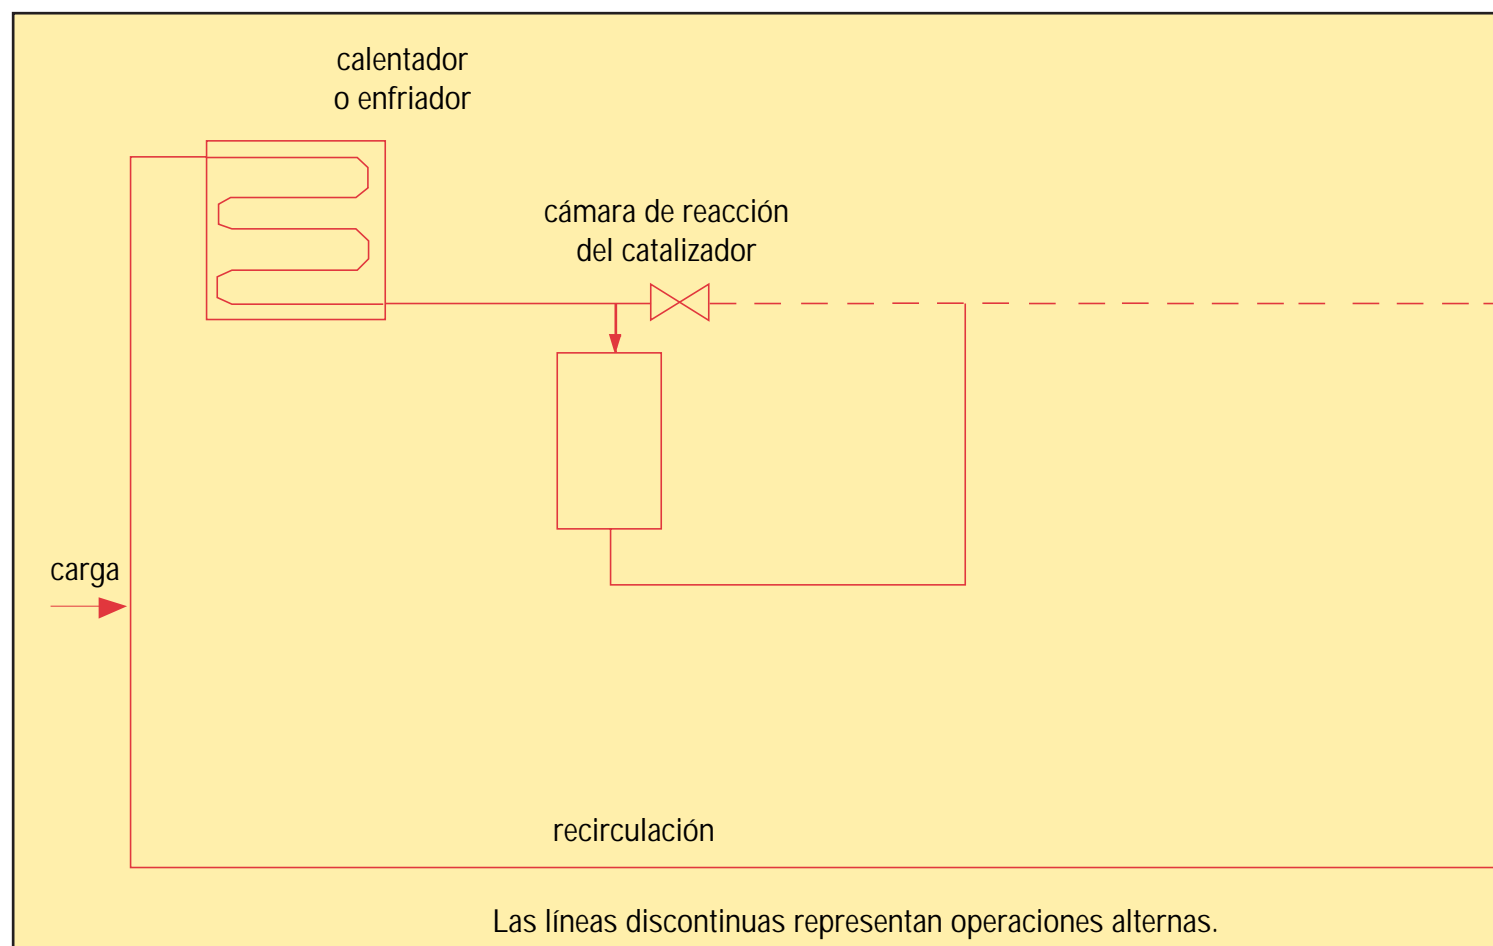 calentador
o enfriador
cámara de reacción
del catalizador
carga
recirculación
Las líneas discontinuas representan operaciones alternas.